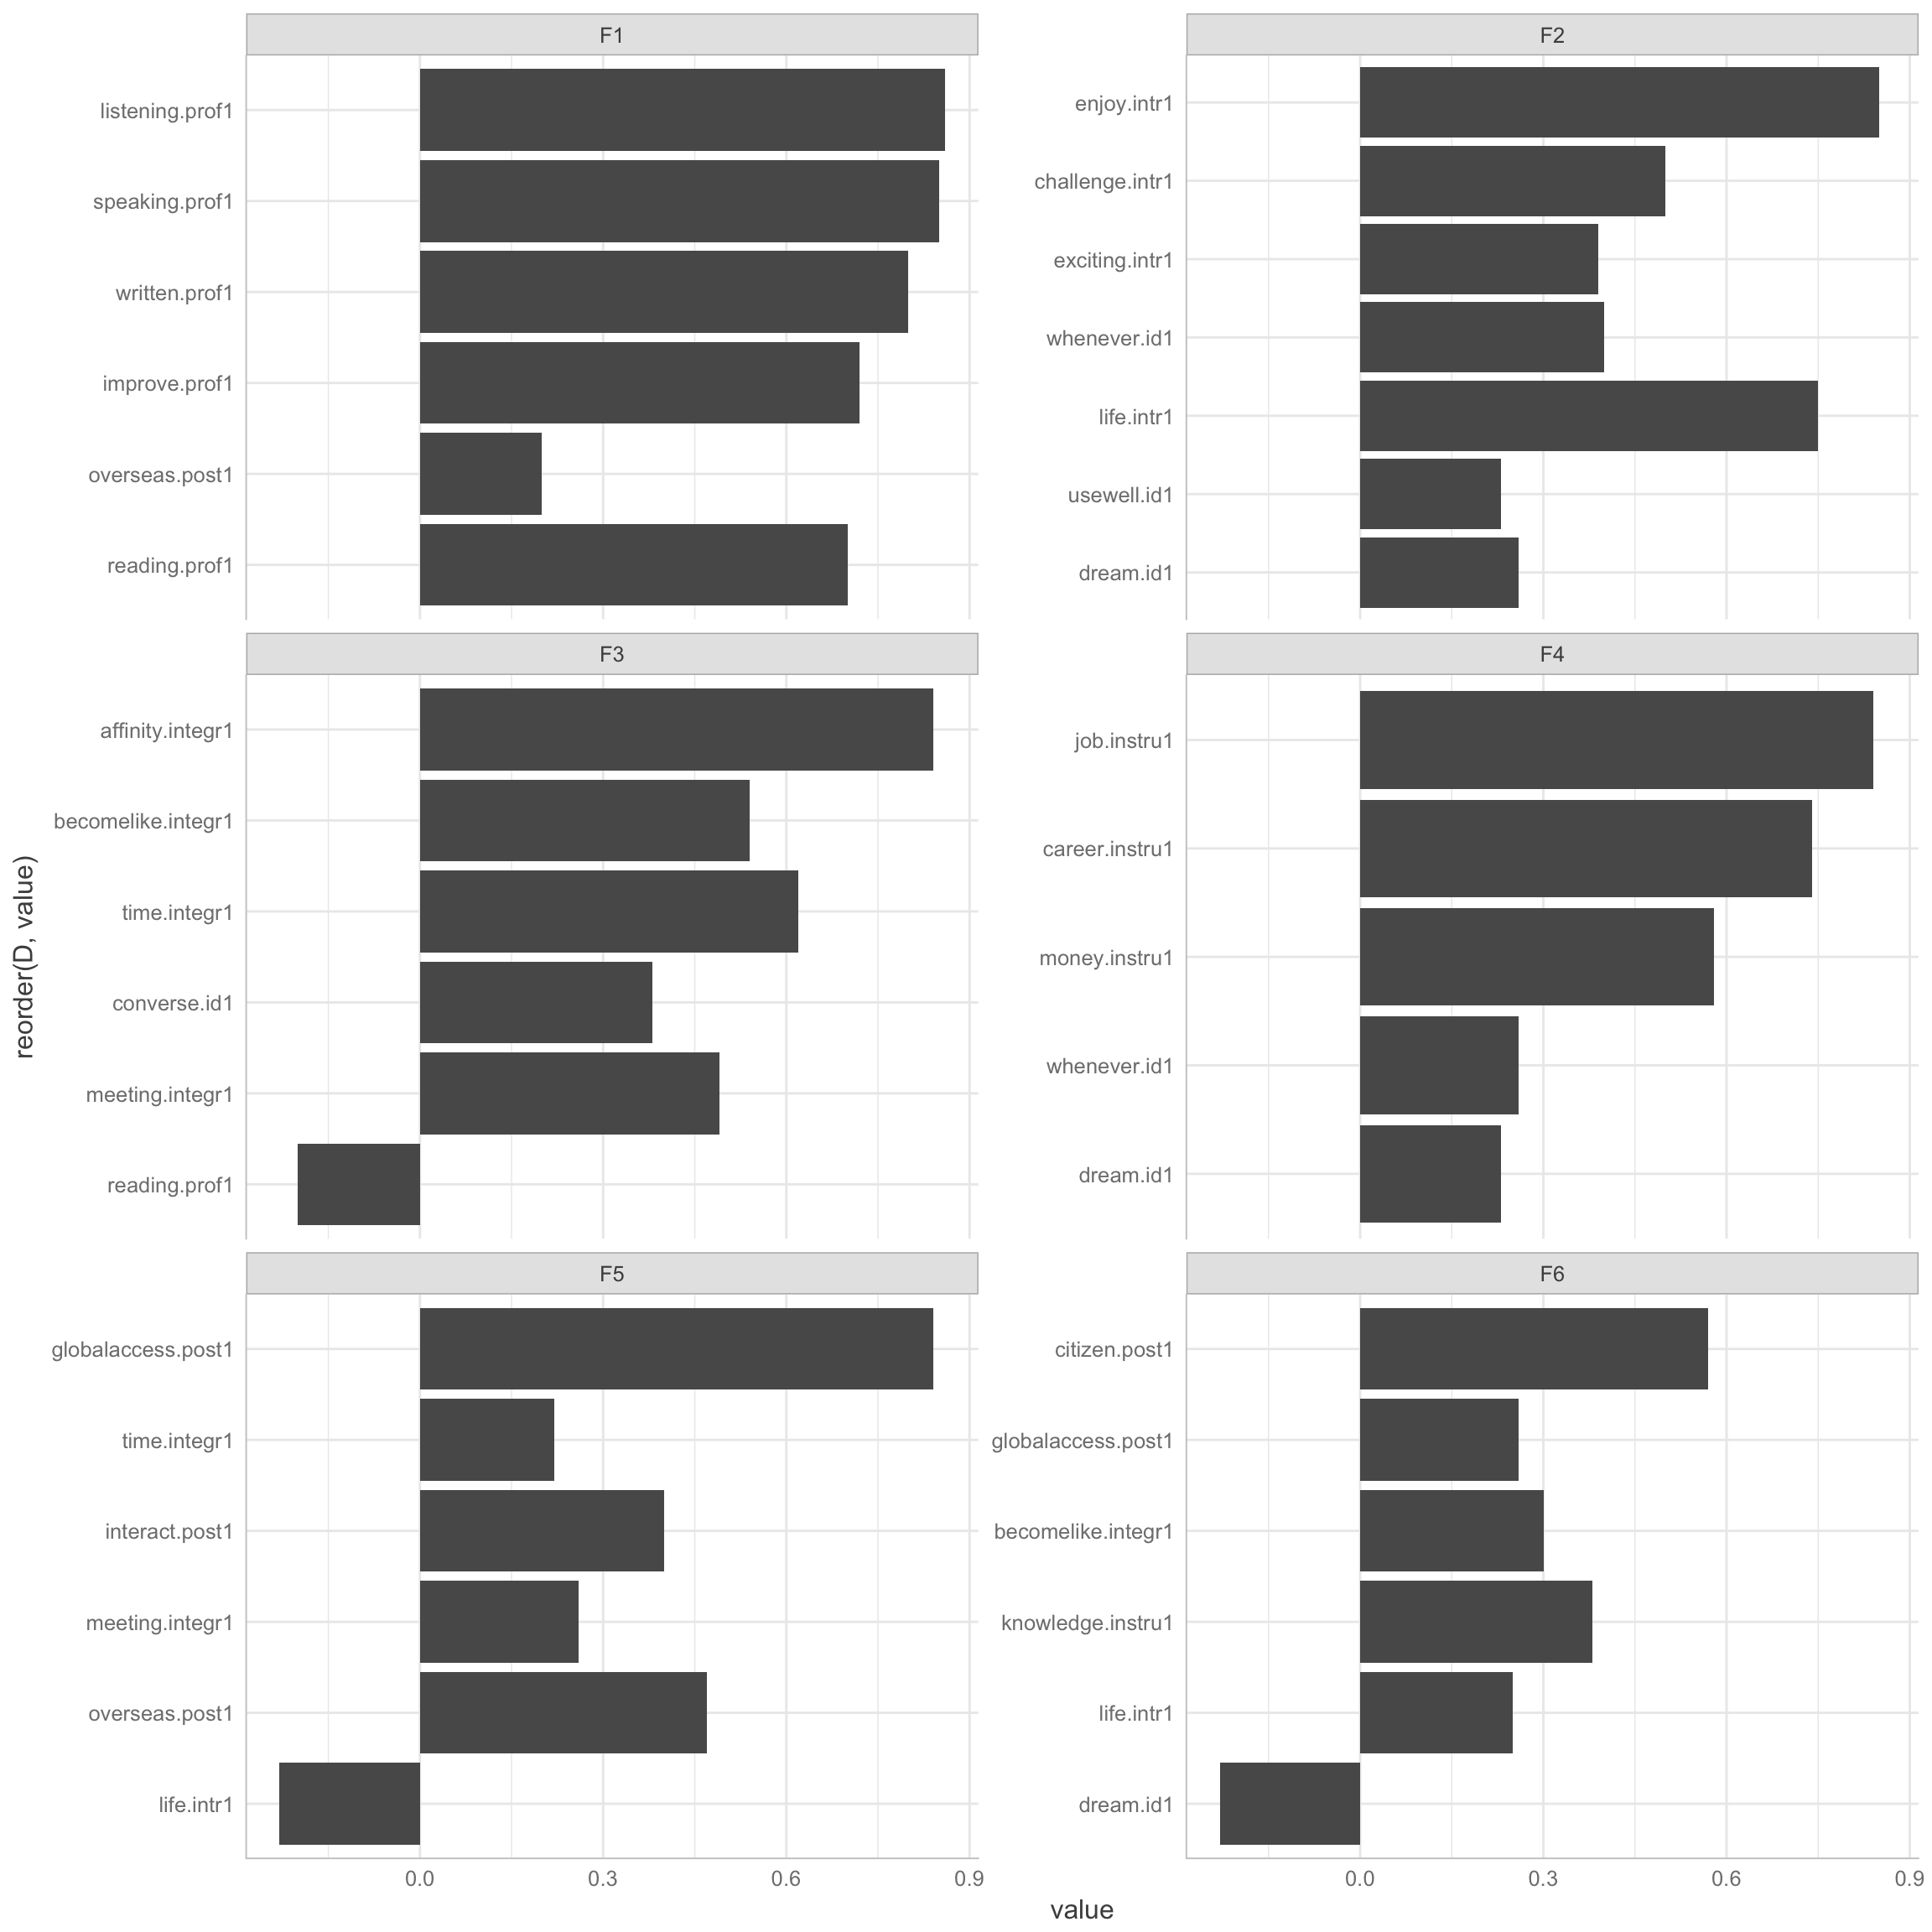 F1
listening.prof1
speaking.prof1
written.prof1
improve.prof1
overseas.post1
reading.prof1
F2
enjoy.intr1
challenge.intr1
exciting.intr1
whenever.id1
life.intr1
usewell.id1
dream.id1
F3
affinity.integr1
becomelike.integr1
time.integr1
converse.id1
meeting.integr1
reading.prof1
F4
job.instru1
career.instru1
money.instru1
whenever.id1
dream.id1
F5
globalaccess.post1
time.integr1
interact.post1
meeting.integr1
overseas.post1
life.intr1
0.0 0.3 0.6 0.9
F6
citizen.post1
globalaccess.post1
becomelike.integr1
knowledge.instru1
life.intr1
dream.id1
0.0 0.3 0.6 0.9
value
reorder(D, value)